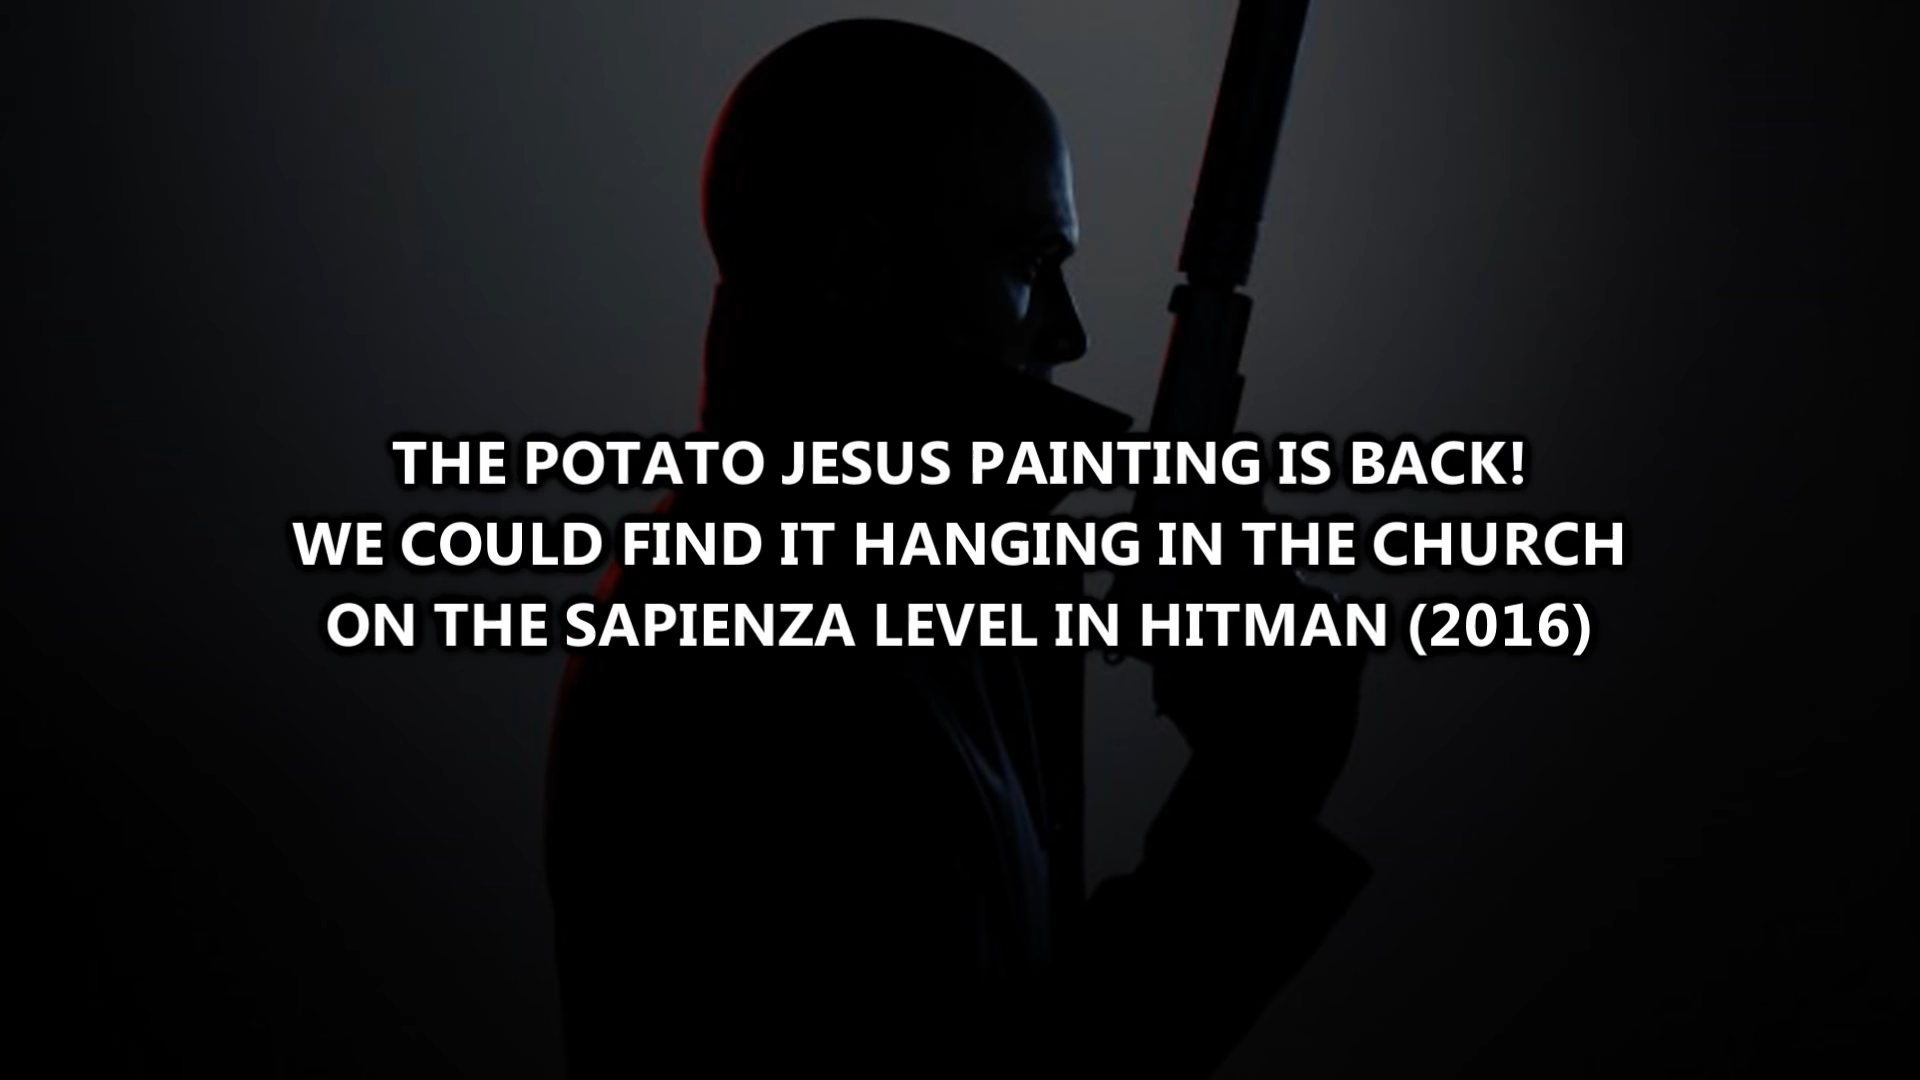 THE POTATO JESUS PAINTING IS BACK!
WE COULD FIND IT HANGING IN THE CHURCH
ON THE SAPIENZA LEVEL IN HITMAN (2016)